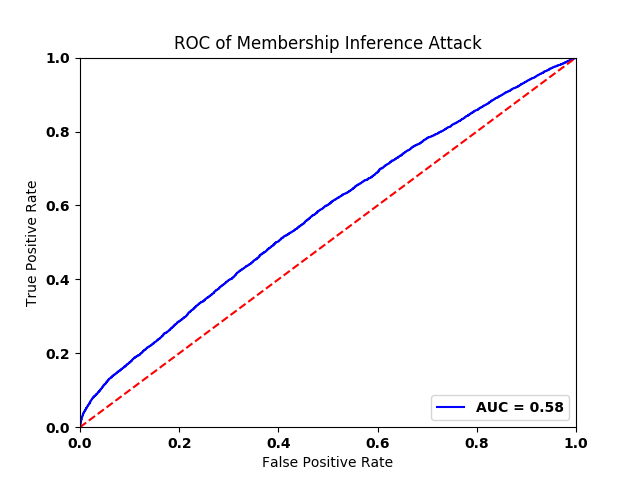 ROC of Membership Inference Attack
1.0
0.8
0.6
0.4
0.2
0.0
True Positive Rate
AUC = 0.58
0.0 0.2 0.4 0.6 0.8 1.0
False Positive Rate